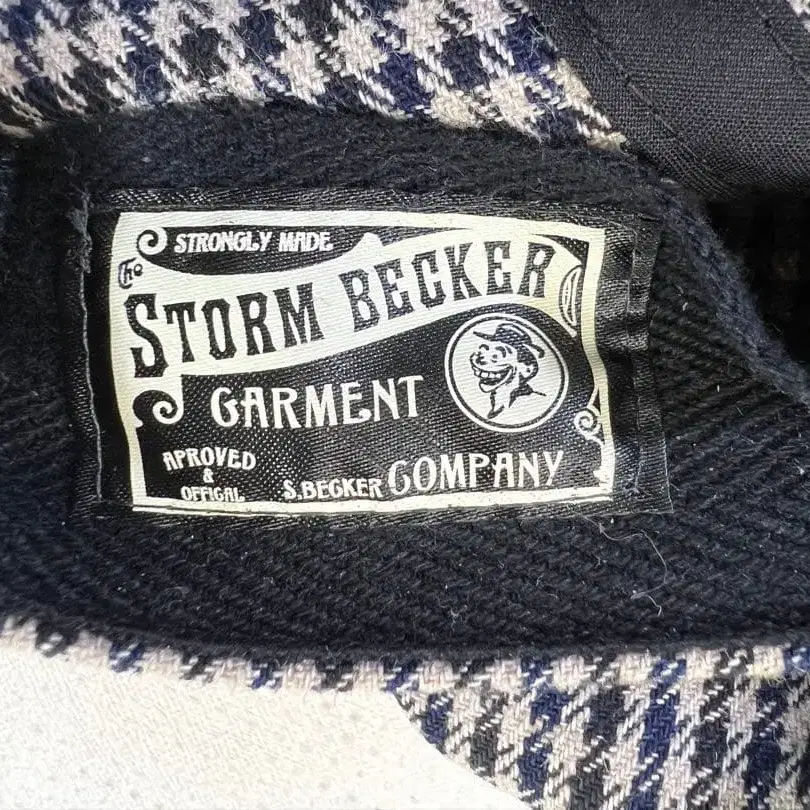 STRONGLY MADE
The
STORM BECKER
GARMENT
APROVED
&
OFFIGAL
S.BECKER COMPANY